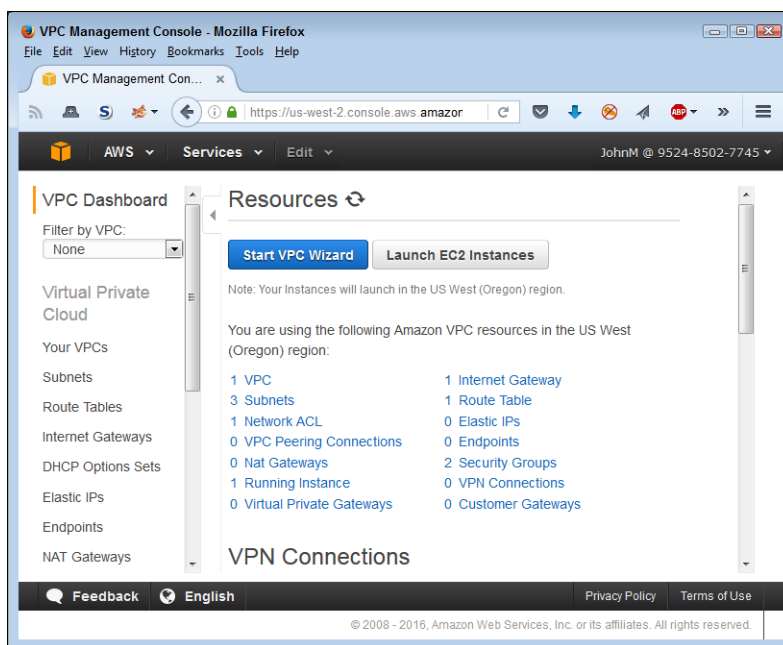 VPC Management Console - Mozilla Firefox
File Edit View History Bookmarks Tools Help
VPC Management Con... ×
https://us-west-2.console.aws.amazor
ABP
AWS Services Edit JohnM @ 9524-8502-7745
VPC Dashboard
Filter by VPC:
None
Virtual Private
Cloud
Your VPCs
Subnets
Route Tables
Internet Gateways
DHCP Options Sets
Elastic IPs
Endpoints
NAT Gateways
Resources
Start VPC Wizard Launch EC2 Instances
Note: Your Instances will launch in the US West (Oregon) region.
You are using the following Amazon VPC resources in the US West
(Oregon) region:
1 VPC 1 Internet Gateway
3 Subnets 1 Route Table
1 Network ACL 0 Elastic IPs
0 VPC Peering Connections 0 Endpoints
0 Nat Gateways 2 Security Groups
1 Running Instance 0 VPN Connections
0 Virtual Private Gateways 0 Customer Gateways
VPN Connections
Feedback English Privacy Policy Terms of Use
© 2008 - 2016, Amazon Web Services, Inc. or its affiliates. All rights reserved.